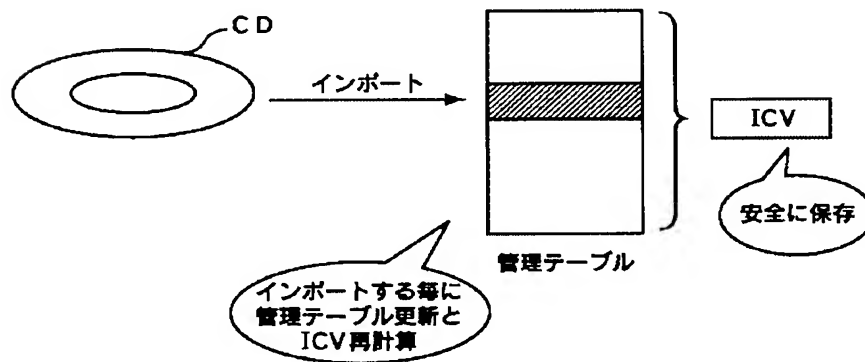 CD
インポート
ICV
安全に保存
管理テーブル
インポートする毎に
管理テーブル更新と
ICV再計算